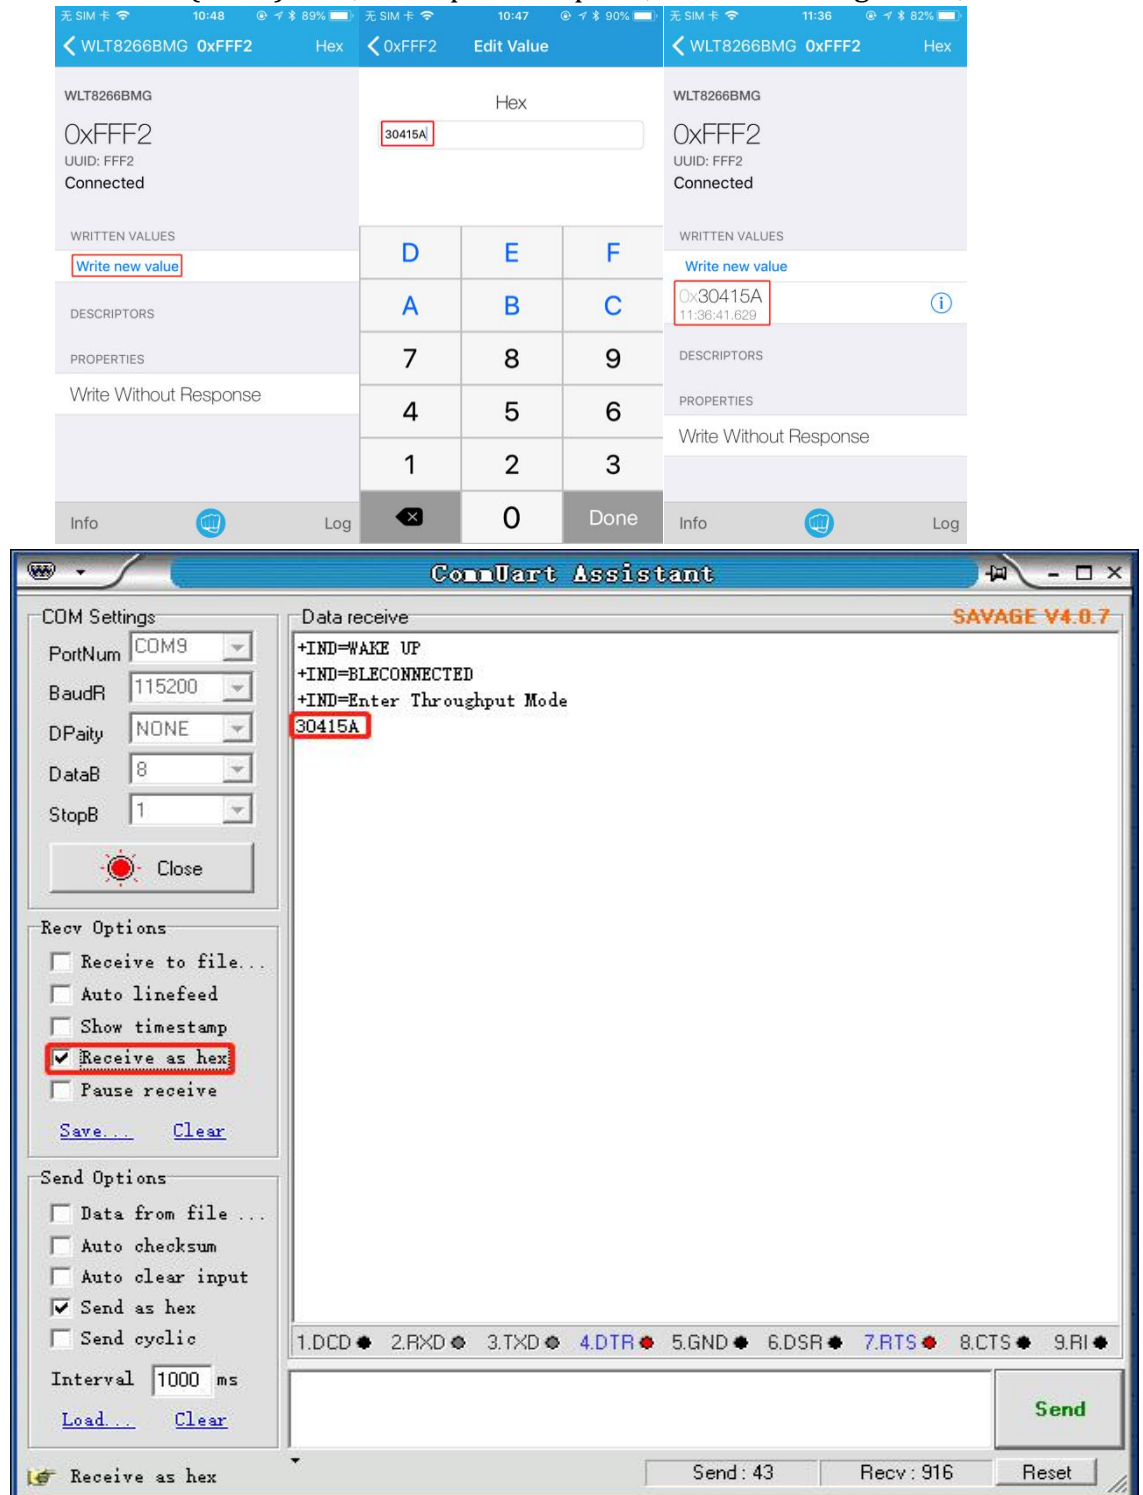 无 SIM 卡 10:48 89%
WLT8266BMG 0xFFF2 Hex
WLT8266BMG
0xFFF2
UUID: FFF2
Connected
WRITTEN VALUES
Write new value
DESCRIPTORS
PROPERTIES
Write Without Response
Info Log
无 SIM 卡 10:47 90%
0xFFF2 Edit Value
Hex
30415A
D E F
A B C
7 8 9
4 5 6
1 2 3
0 Done
无 SIM 卡 11:36 82%
WLT8266BMG 0xFFF2 Hex
WLT8266BMG
0xFFF2
UUID: FFF2
Connected
WRITTEN VALUES
Write new value
0x30415A
11:36:41.629
DESCRIPTORS
PROPERTIES
Write Without Response
Info Log
CommUart Assistant
COM Settings
PortNum COM9
BaudR 115200
DPaity NONE
DataB 8
StopB 1
Close
Recv Options
Receive to file...
Auto linefeed
Show timestamp
Receive as hex
Pause receive
Save... Clear
Send Options
Data from file ...
Auto checksum
Auto clear input
Send as hex
Send cyclic
Interval 1000 ms
Load... Clear
Data receive SAVAGE V4.0.7
+IND=WAKE UP
+IND=BLECONNECTED
+IND=Enter Throughput Mode
30415A
1.DCD 2.RXD 3.TXD 4.DTR 5.GND 6.DSR 7.RTS 8.CTS 9.RI
Send
Receive as hex Send : 43 Recv : 916 Reset